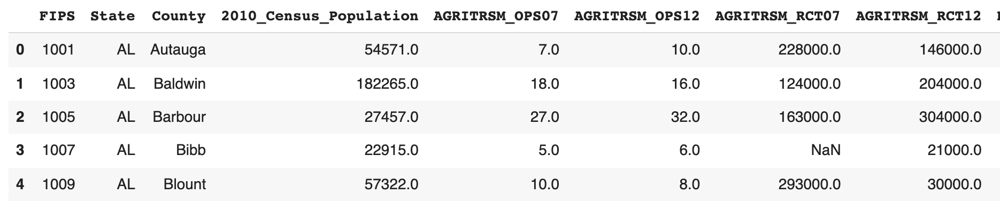 FIPS State County 2010_Census_Population AGRITRSM_OPS07 AGRITRSM_OPS12 AGRITRSM_RCT07 AGRITRSM_RCT12
0 1001 AL Autauga 54571.0 7.0 10.0 228000.0 146000.0
1 1003 AL Baldwin 182265.0 18.0 16.0 124000.0 204000.0
2 1005 AL Barbour 27457.0 27.0 32.0 163000.0 304000.0
3 1007 AL Bibb 22915.0 5.0 6.0 NaN 21000.0
4 1009 AL Blount 57322.0 10.0 8.0 293000.0 30000.0